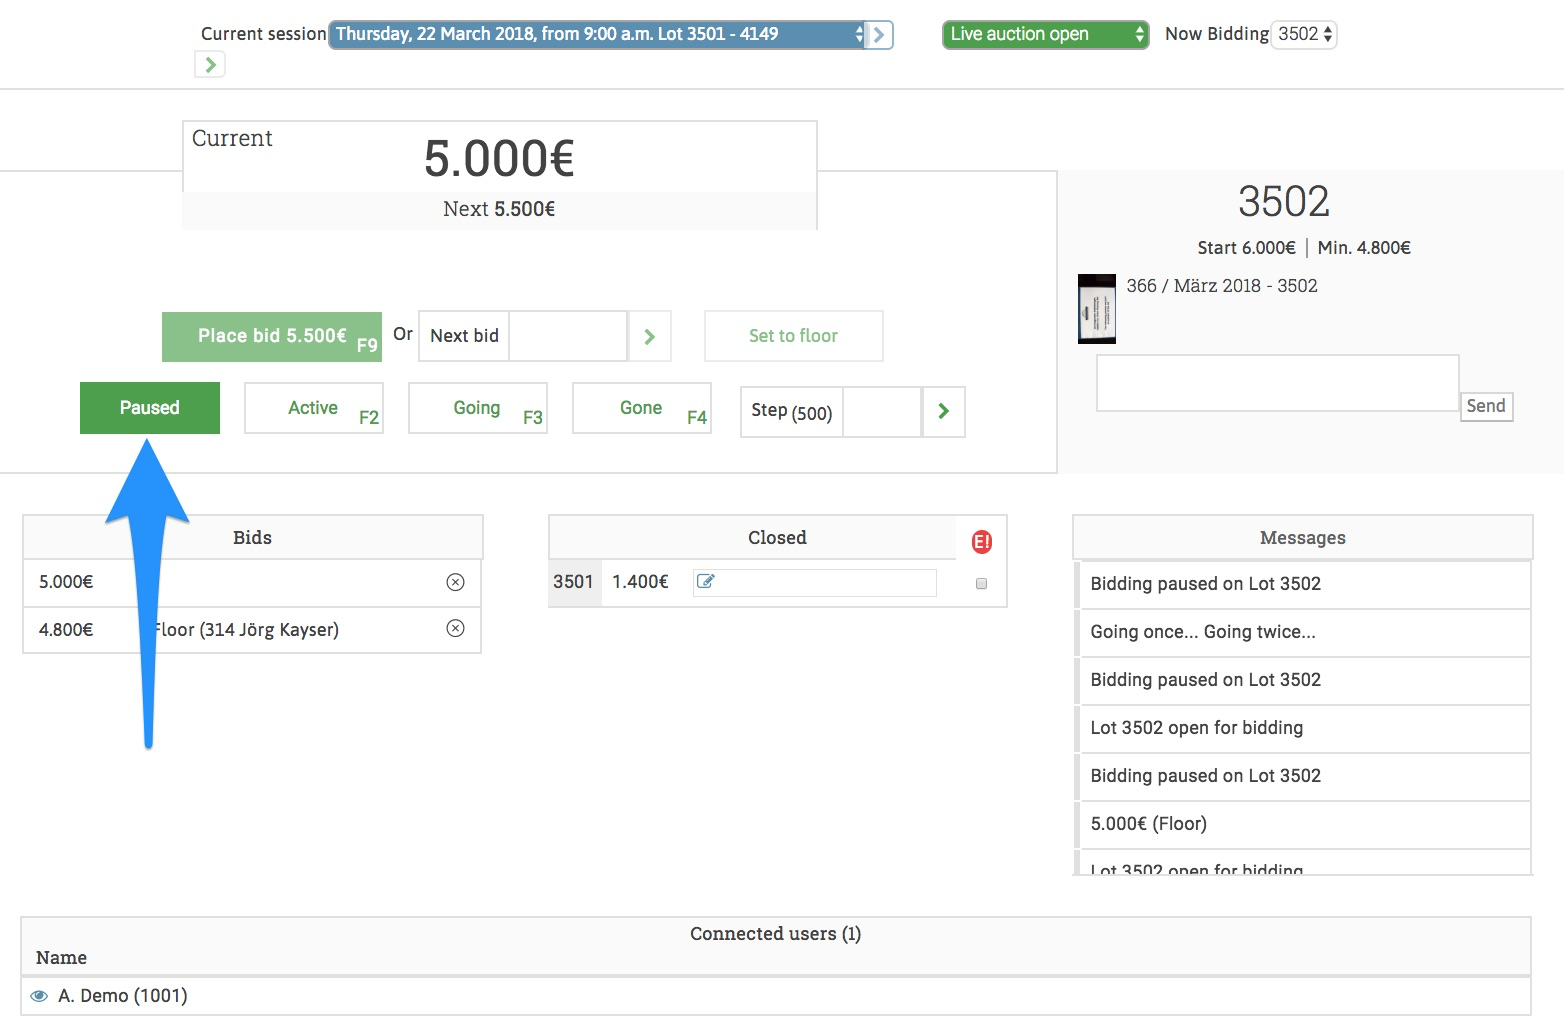 Current session Thursday, 22 March 2018, from 9:00 a.m. Lot 3501 - 4149 Live auction open Now Bidding 3502
Current
5.000€
Next 5.500€
3502
Start 6.000€ | Min. 4.800€
366 / März 2018 - 3502
Place bid 5.500€ F9 Or Next bid Set to floor
Paused Active F2 Going F3 Gone F4 Step (500)
Send
Bids
5.000€
4.800€ Floor (314 Jörg Kayser)
Closed E!
3501 1.400€
Messages
Bidding paused on Lot 3502
Going once... Going twice...
Bidding paused on Lot 3502
Lot 3502 open for bidding
Bidding paused on Lot 3502
5.000€ (Floor)
Lot 3502 open for bidding
Connected users (1)
Name
A. Demo (1001)